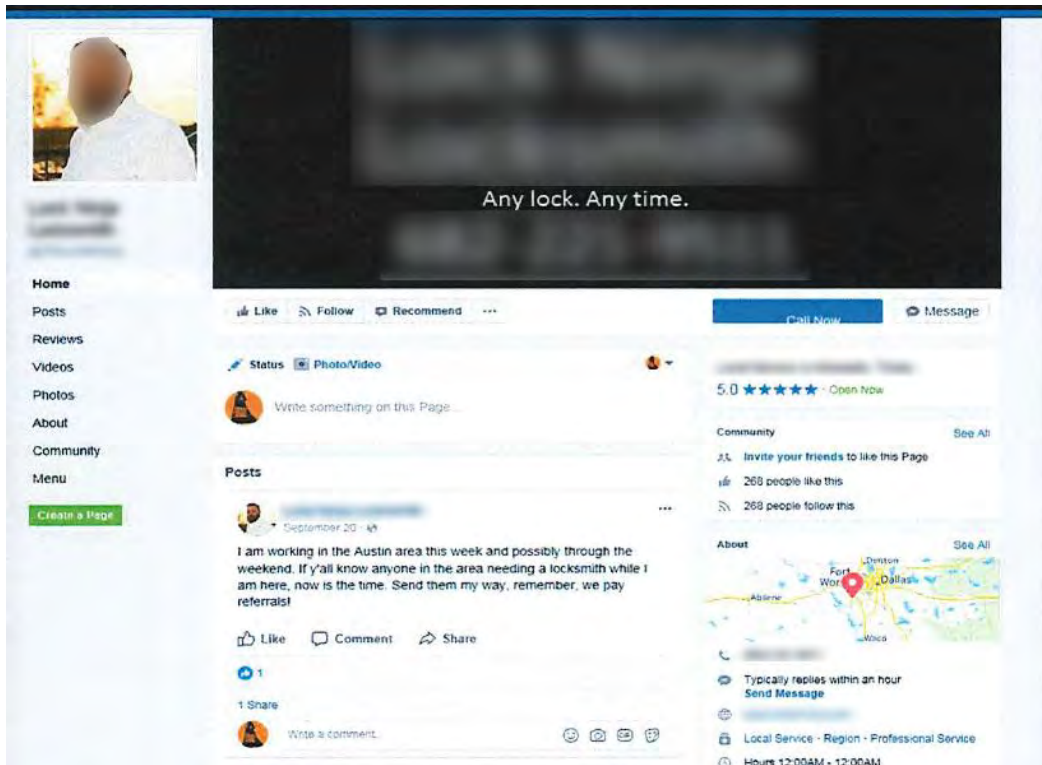 Any lock. Any time.
Home
Posts
Reviews
Videos
Photos
About
Community
Menu
Create a Page
Like Follow Recommend ...
Call Now
Message
Status Photo/Video
Write something on this Page...
Posts
September 20 ·
I am working in the Austin area this week and possibly through the
weekend. If y'all know anyone in the area needing a locksmith while I
am here, now is the time. Send them my way, remember, we pay
referrals!
Like Comment Share
1
1 Share
Write a comment...
5.0 ★★★★★ · Open Now
Community See All
Invite your friends to like this Page
268 people like this
268 people follow this
About See All
Denton
Fort
Wor
Dallas
Abilene
Waco
Typically replies within an hour
Send Message
Local Service · Region · Professional Service
Hours 12:00AM - 12:00AM